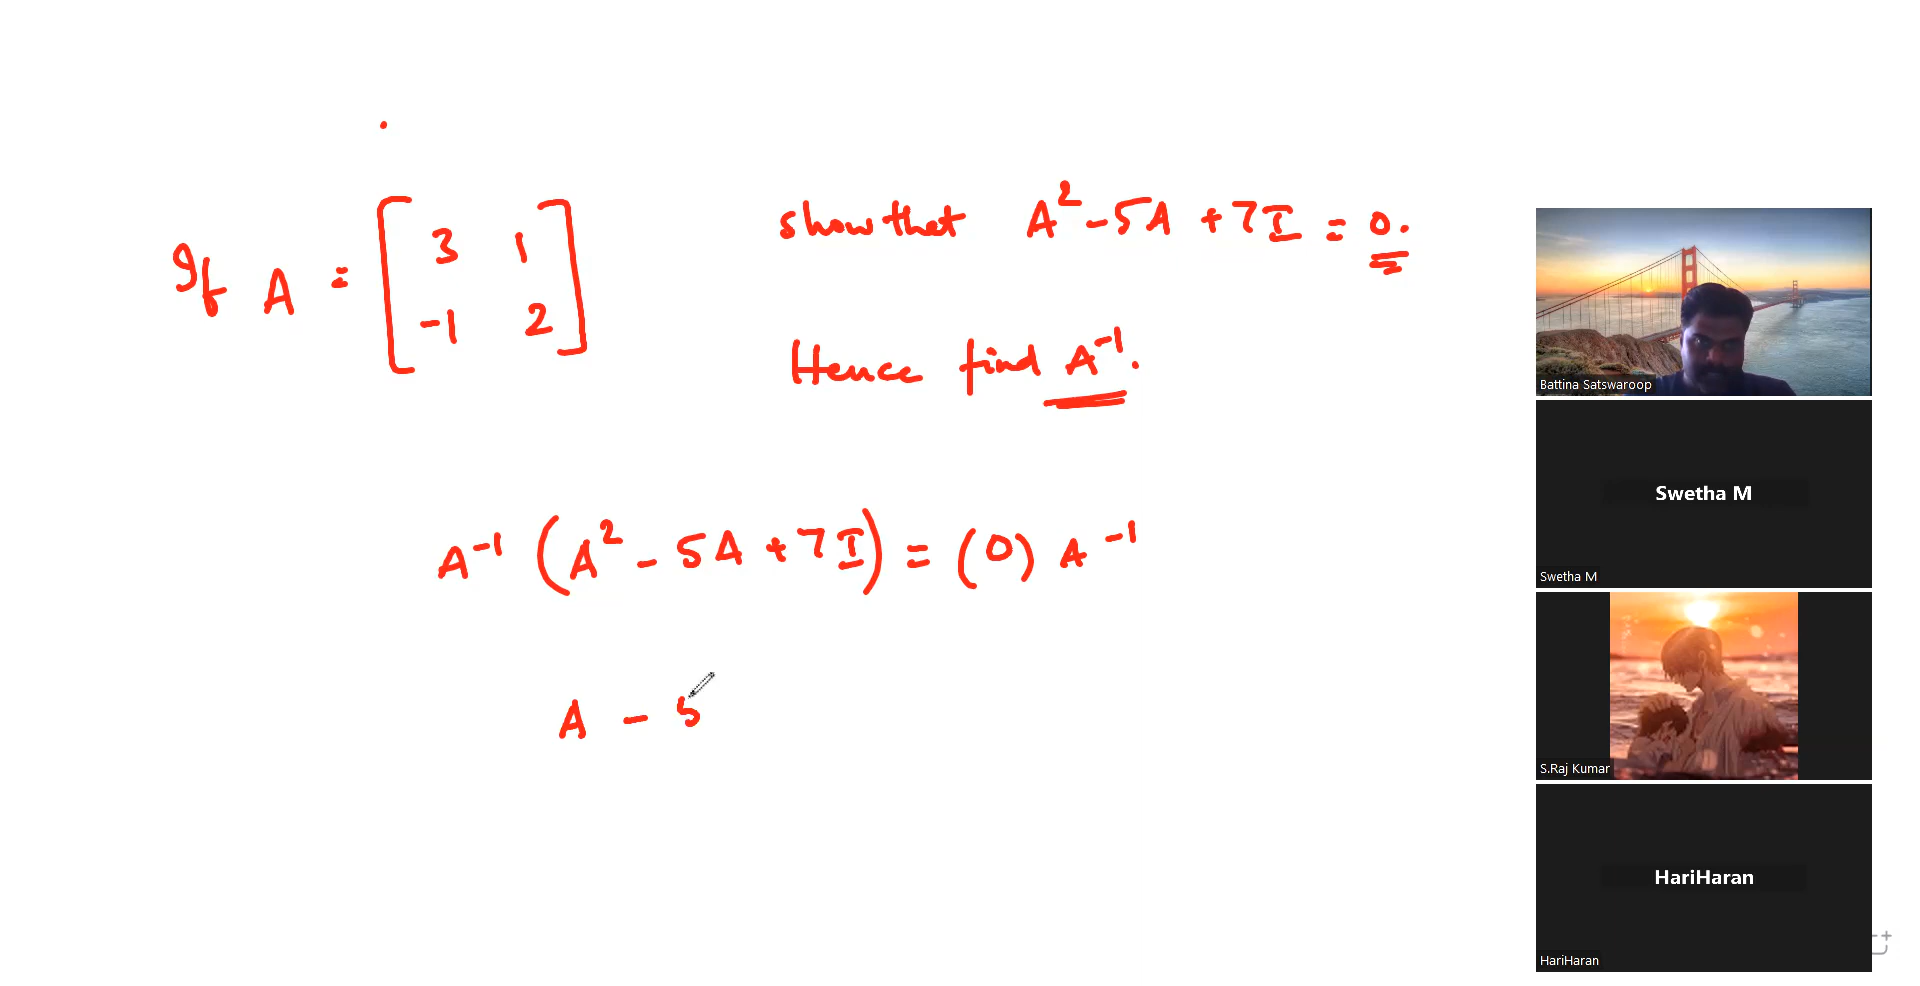 If A = [ 3 1
-1 2 ]
show that A² - 5A + 7I = 0.
Hence find A⁻¹.
A⁻¹ (A² - 5A + 7I) = (0) A⁻¹
A - 5
Battina Satswaroop
Swetha M
Swetha M
S.Raj Kumar
HariHaran
HariHaran